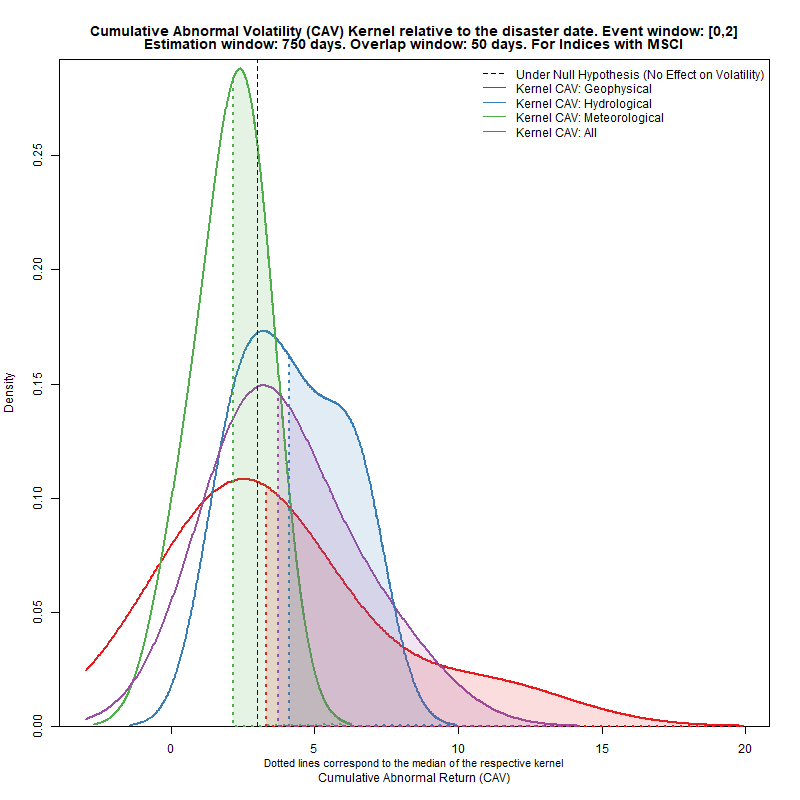 Cumulative Abnormal Volatility (CAV) Kernel relative to the disaster date. Event window: [0,2]
Estimation window: 750 days. Overlap window: 50 days. For Indices with MSCI
Under Null Hypothesis (No Effect on Volatility)
Kernel CAV: Geophysical
Kernel CAV: Hydrological
Kernel CAV: Meteorological
Kernel CAV: All
Density
0.25
0.20
0.15
0.10
0.05
0.00
0 5 10 15 20
Dotted lines correspond to the median of the respective kernel
Cumulative Abnormal Return (CAV)